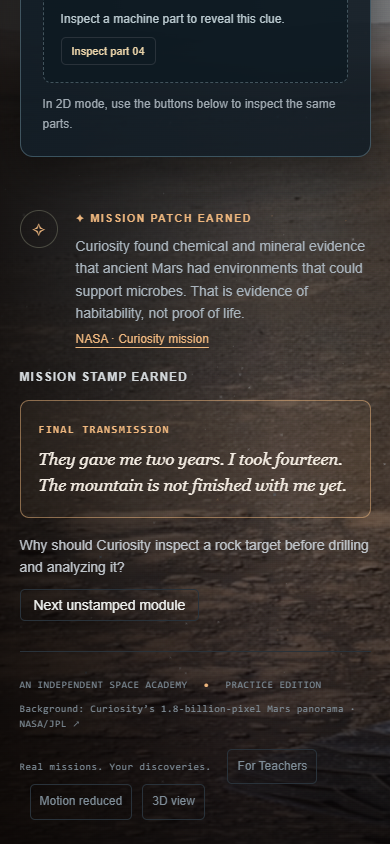 Inspect a machine part to reveal this clue.
Inspect part 04
In 2D mode, use the buttons below to inspect the same
parts.
✦ MISSION PATCH EARNED
Curiosity found chemical and mineral evidence
that ancient Mars had environments that could
support microbes. That is evidence of
habitability, not proof of life.
NASA · Curiosity mission
MISSION STAMP EARNED
FINAL TRANSMISSION
They gave me two years. I took fourteen.
The mountain is not finished with me yet.
Why should Curiosity inspect a rock target before drilling
and analyzing it?
Next unstamped module
AN INDEPENDENT SPACE ACADEMY • PRACTICE EDITION
Background: Curiosity’s 1.8-billion-pixel Mars panorama ·
NASA/JPL ↗
Real missions. Your discoveries. For Teachers
Motion reduced 3D view